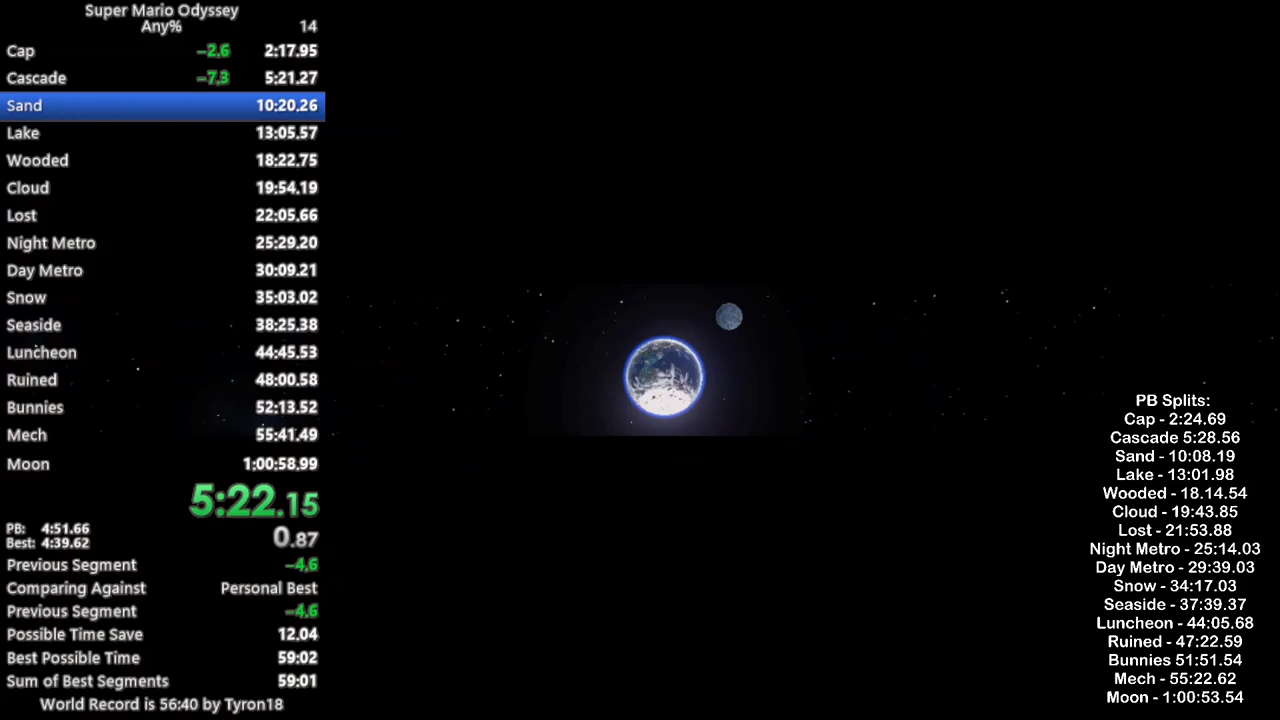 Super Mario Odyssey
Any% 14
Cap −2.6 2:17.95
Cascade −7.3 5:21.27
Sand 10:20.26
Lake 13:05.57
Wooded 18:22.75
Cloud 19:54.19
Lost 22:05.66
Night Metro 25:29.20
Day Metro 30:09.21
Snow 35:03.02
Seaside 38:25.38
Luncheon 44:45.53
Ruined 48:00.58
Bunnies 52:13.52
Mech 55:41.49
Moon 1:00:58.99
5:22.15
PB: 4:51.66
Best: 4:39.62
0.87
Previous Segment −4.6
Comparing Against Personal Best
Previous Segment −4.6
Possible Time Save 12.04
Best Possible Time 59:02
Sum of Best Segments 59:01
World Record is 56:40 by Tyron18
PB Splits:
Cap - 2:24.69
Cascade 5:28.56
Sand - 10:08.19
Lake - 13:01.98
Wooded - 18.14.54
Cloud - 19:43.85
Lost - 21:53.88
Night Metro - 25:14.03
Day Metro - 29:39.03
Snow - 34:17.03
Seaside - 37:39.37
Luncheon - 44:05.68
Ruined - 47:22.59
Bunnies 51:51.54
Mech - 55:22.62
Moon - 1:00:53.54